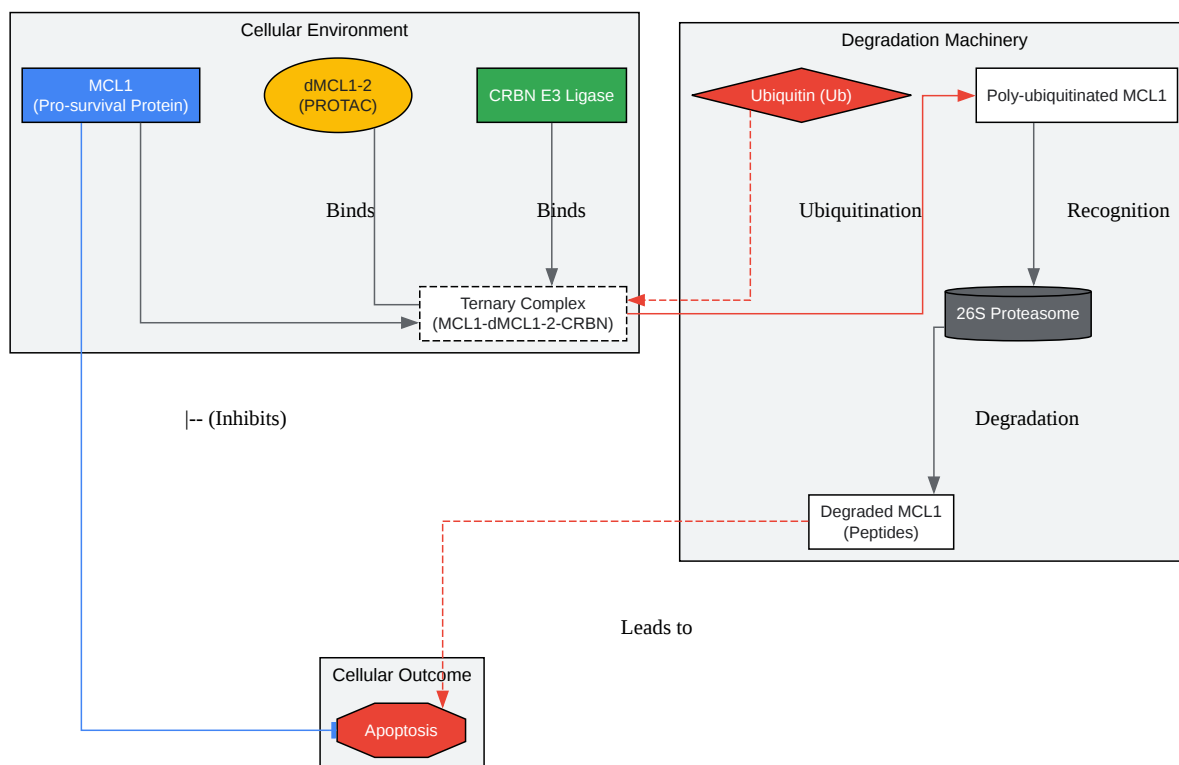 Cellular Environment
Degradation Machinery
MCL1
(Pro-survival Protein)
dMCL1-2
(PROTAC)
CRBN E3 Ligase
Ubiquitin (Ub)
Poly-ubiquitinated MCL1
Binds
Binds
Ubiquitination
Recognition
Ternary Complex
(MCL1-dMCL1-2-CRBN)
26S Proteasome
|-- (Inhibits)
Degradation
Degraded MCL1
(Peptides)
Leads to
Cellular Outcome
Apoptosis